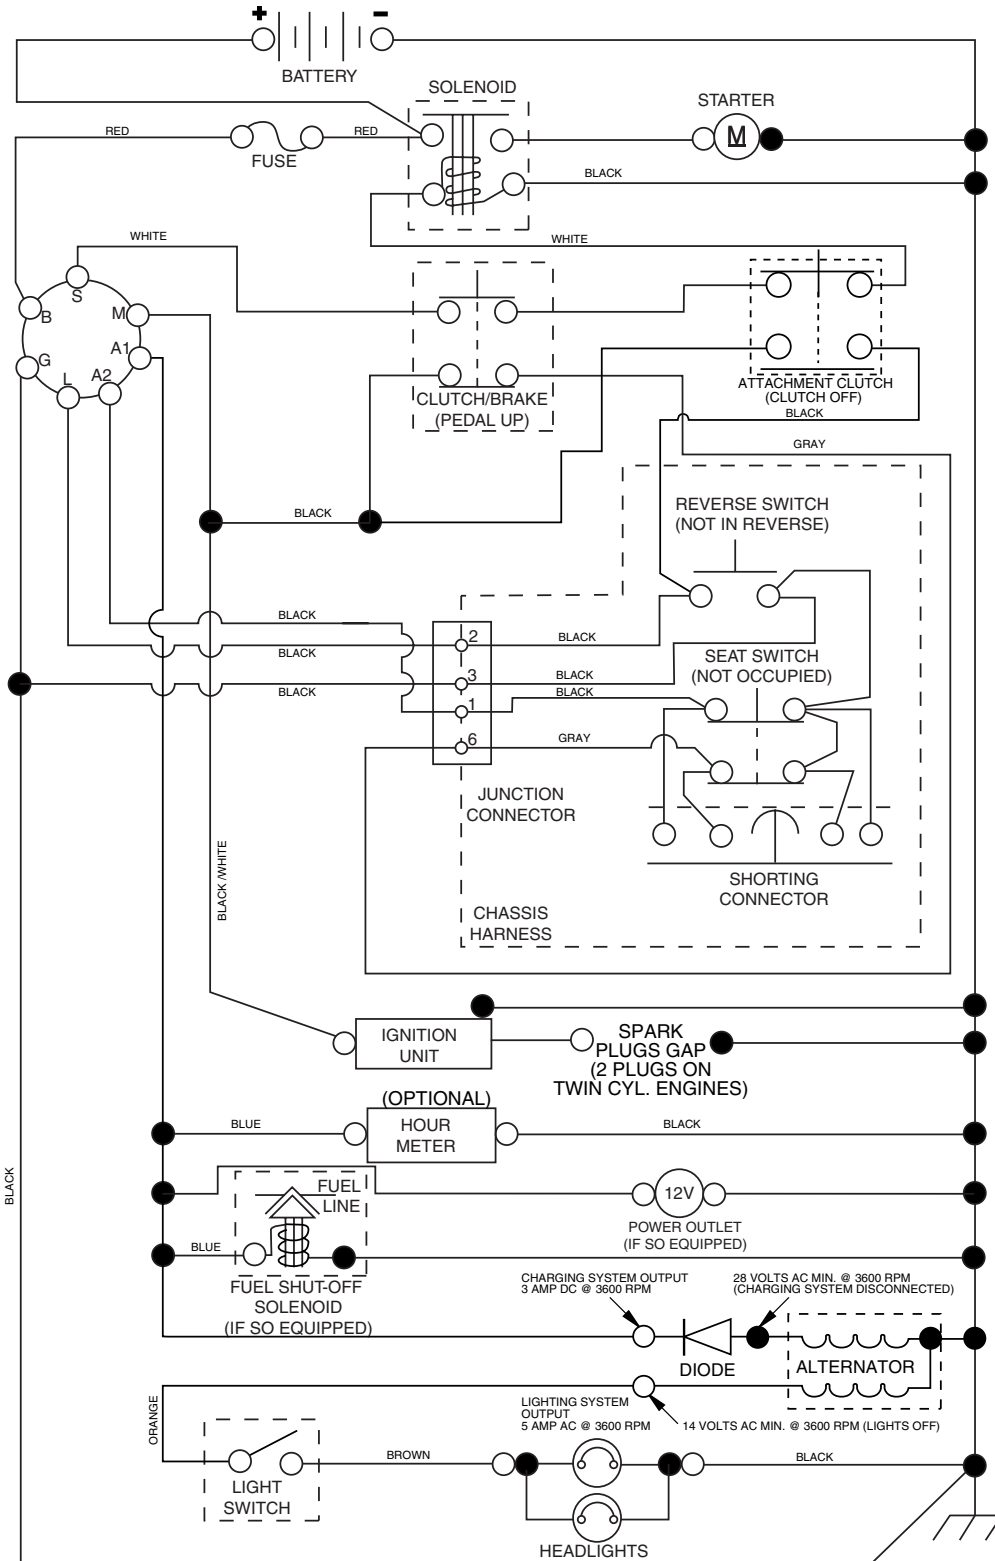 + -
BATTERY
SOLENOID
STARTER
RED
RED
M
FUSE
BLACK
WHITE
WHITE
S
B
M
G
A1
L
A2
CLUTCH/BRAKE
(PEDAL UP)
ATTACHMENT CLUTCH
(CLUTCH OFF)
BLACK
GRAY
REVERSE SWITCH
(NOT IN REVERSE)
BLACK
BLACK
2
BLACK
BLACK
SEAT SWITCH
(NOT OCCUPIED)
3
BLACK
BLACK
BLACK
1
6
GRAY
JUNCTION
CONNECTOR
BLACK /WHITE
SHORTING
CONNECTOR
CHASSIS
HARNESS
IGNITION
UNIT
SPARK
PLUGS GAP
(2 PLUGS ON
TWIN CYL. ENGINES)
(OPTIONAL)
HOUR
METER
BLUE
BLACK
BLACK
FUEL
LINE
12V
POWER OUTLET
(IF SO EQUIPPED)
BLUE
FUEL SHUT-OFF
SOLENOID
(IF SO EQUIPPED)
CHARGING SYSTEM OUTPUT
3 AMP DC @ 3600 RPM
28 VOLTS AC MIN. @ 3600 RPM
(CHARGING SYSTEM DISCONNECTED)
DIODE
ALTERNATOR
ORANGE
LIGHTING SYSTEM
OUTPUT
5 AMP AC @ 3600 RPM
14 VOLTS AC MIN. @ 3600 RPM (LIGHTS OFF)
BROWN
BLACK
LIGHT
SWITCH
HEADLIGHTS